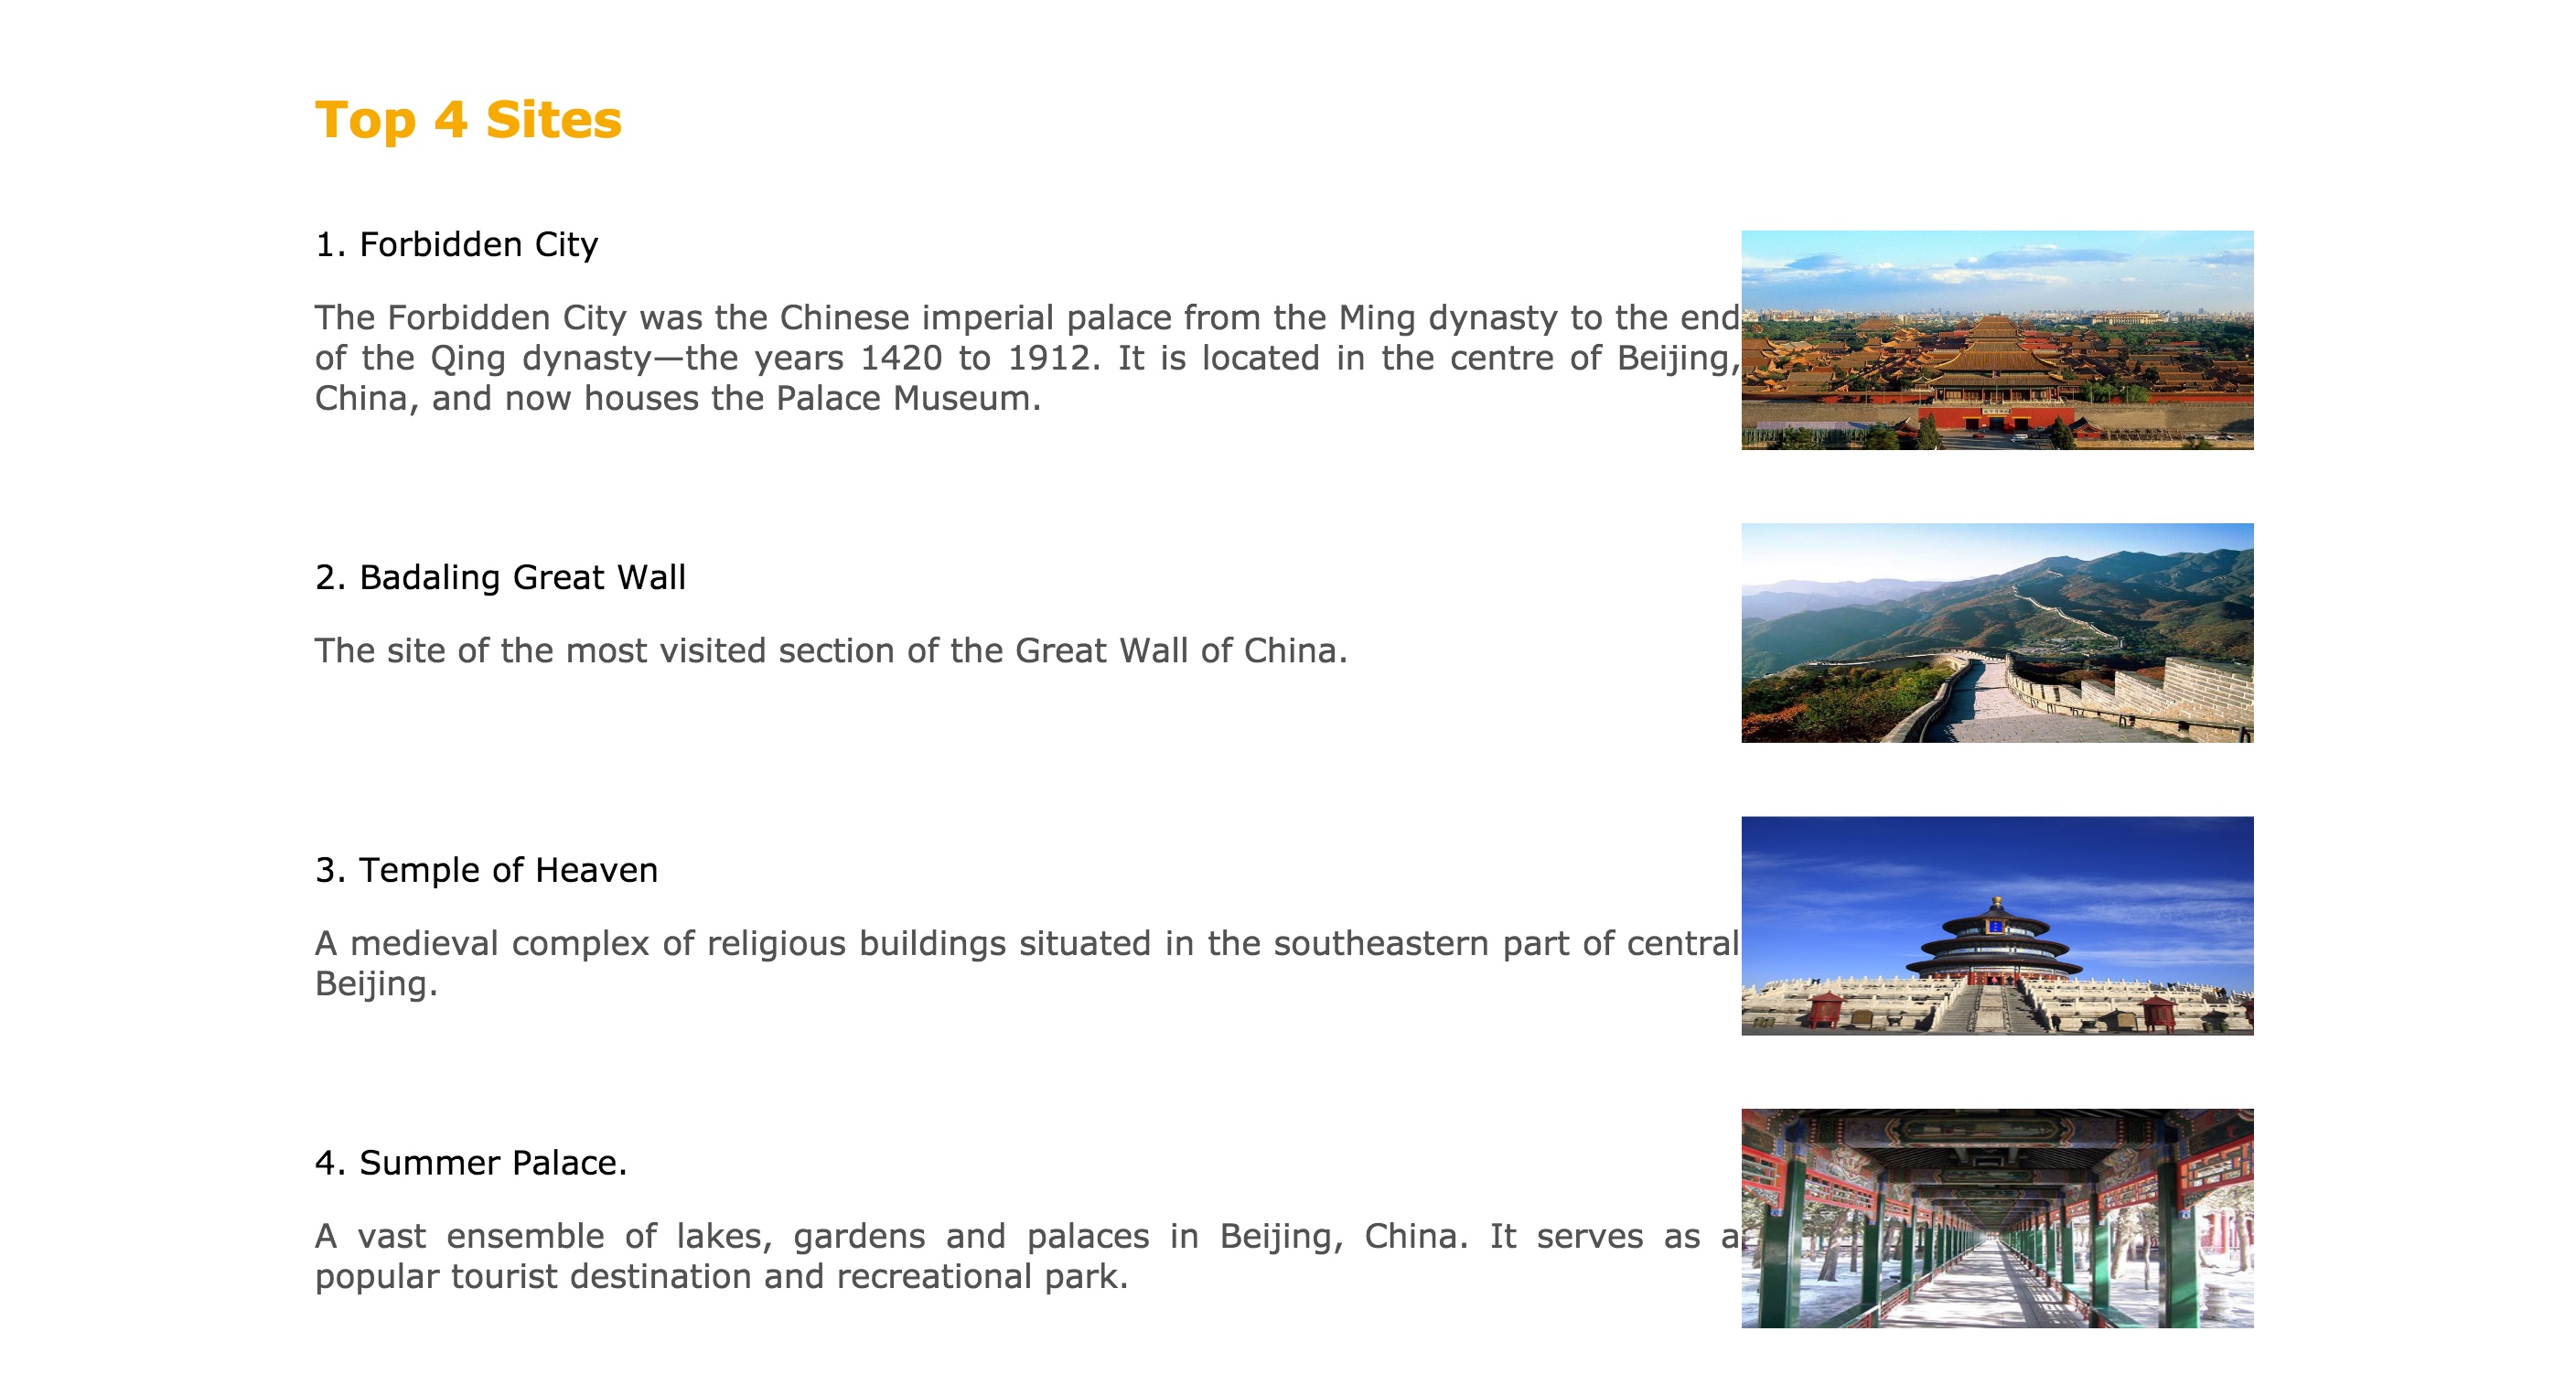 Top 4 Sites
1. Forbidden City
The Forbidden City was the Chinese imperial palace from the Ming dynasty to the end
of the Qing dynasty—the years 1420 to 1912. It is located in the centre of Beijing,
China, and now houses the Palace Museum.
2. Badaling Great Wall
The site of the most visited section of the Great Wall of China.
3. Temple of Heaven
A medieval complex of religious buildings situated in the southeastern part of central
Beijing.
4. Summer Palace.
A vast ensemble of lakes, gardens and palaces in Beijing, China. It serves as a
popular tourist destination and recreational park.